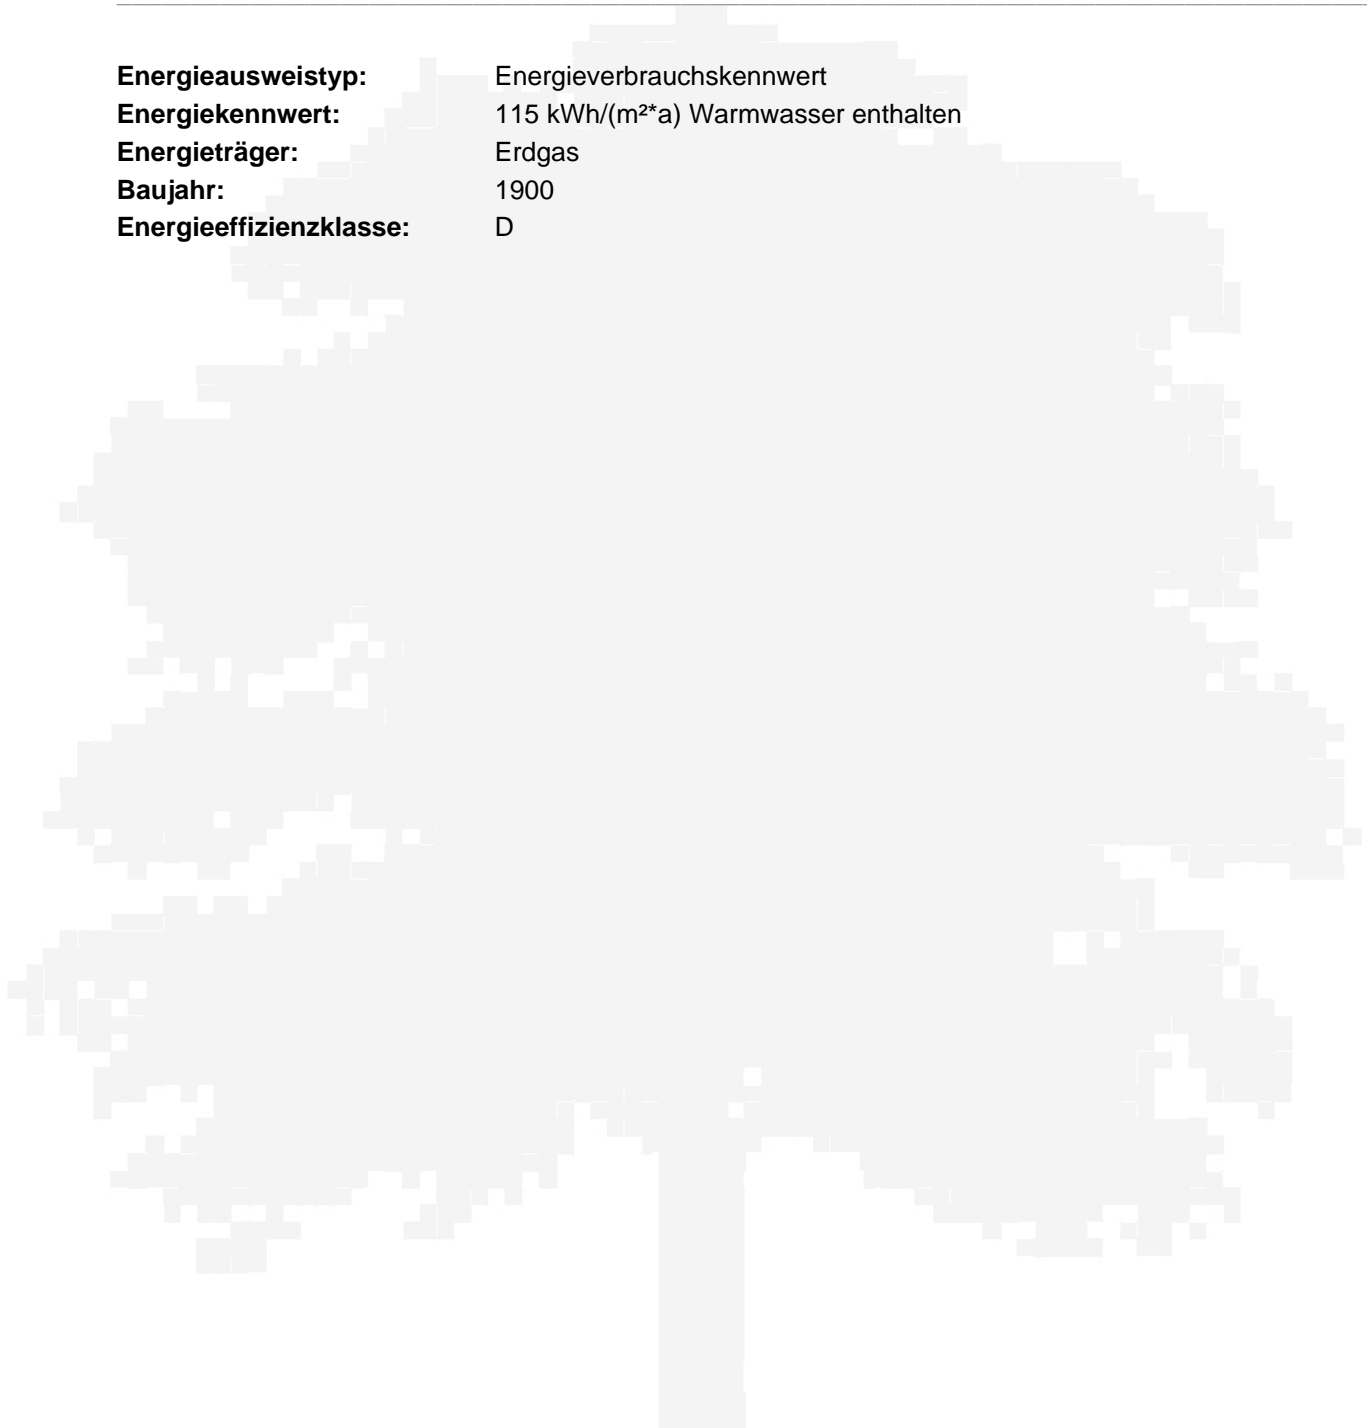 Energieausweistyp: Energieverbrauchskennwert
Energiekennwert: 115 kWh/(m²*a) Warmwasser enthalten
Energieträger: Erdgas
Baujahr: 1900
Energieeffizienzklasse: D